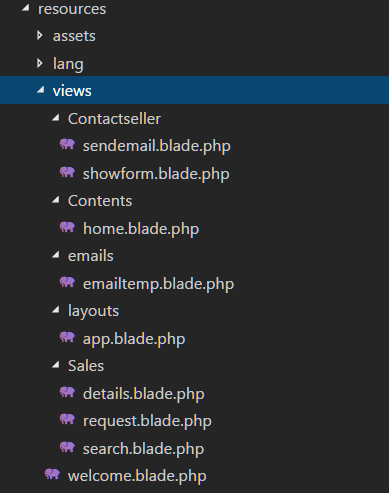 resources
assets
lang
views
Contactseller
sendemail.blade.php
showform.blade.php
Contents
home.blade.php
emails
emailtemp.blade.php
layouts
app.blade.php
Sales
details.blade.php
request.blade.php
search.blade.php
welcome.blade.php